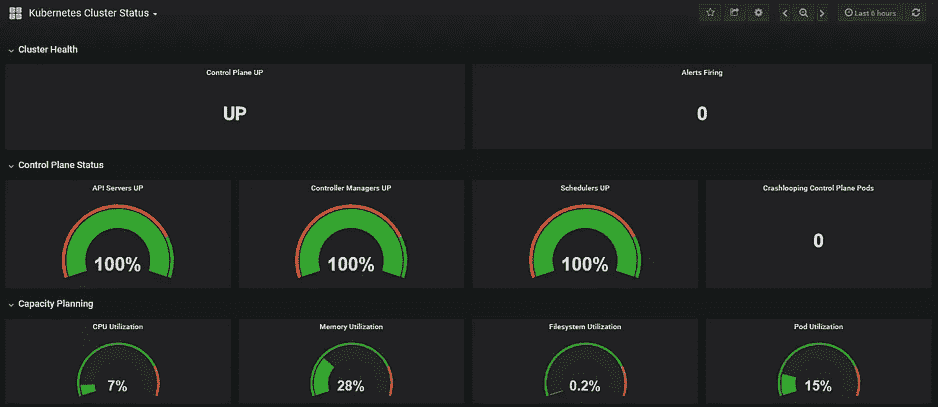 Kubernetes Cluster Status
Last 6 hours
Cluster Health
Control Plane UP
Alerts Firing
UP
0
Control Plane Status
API Servers UP
Controller Managers UP
Schedulers UP
Crashlooping Control Plane Pods
100%
100%
100%
0
Capacity Planning
CPU Utilization
Memory Utilization
Filesystem Utilization
Pod Utilization
7%
28%
0.2%
15%